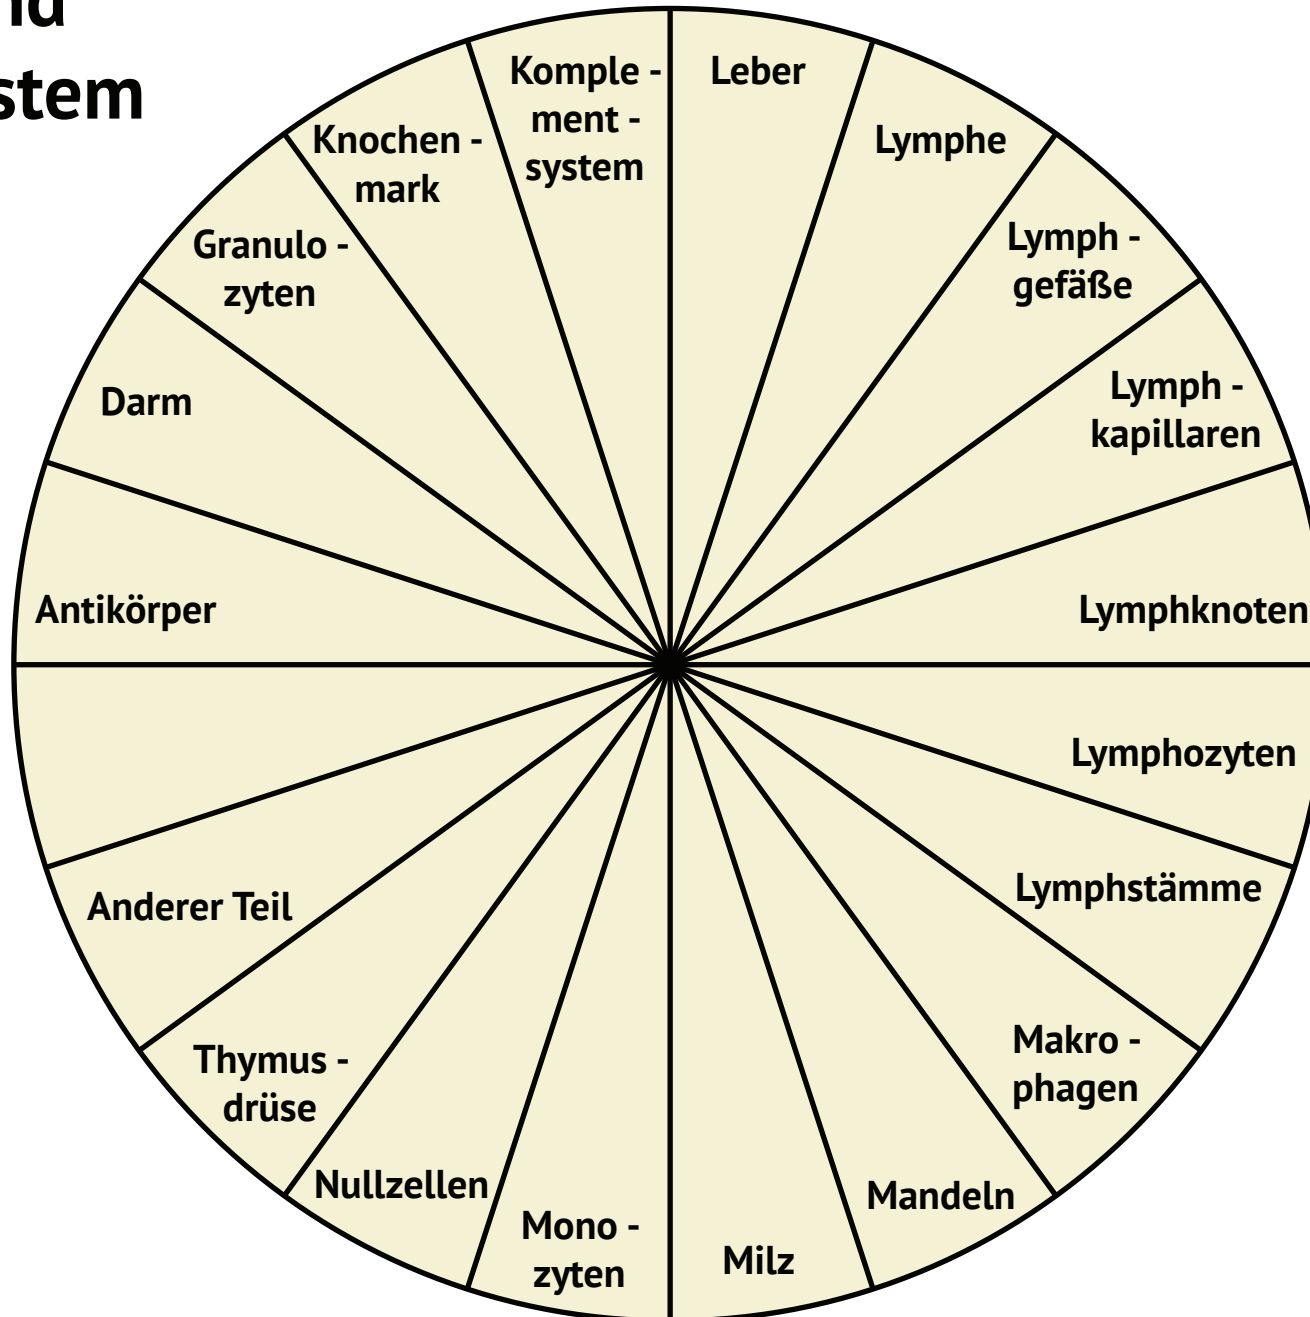 stem
Komple -
ment -
system
Leber
Lymphe
Lymph -
gefäße
Lymph -
kapillaren
Lymphknoten
Lymphozyten
Lymphstämme
Makro -
phagen
Mandeln
Milz
Mono -
zyten
Nullzellen
Thymus -
drüse
Anderer Teil
Antikörper
Darm
Granulo -
zyten
Knochen -
mark